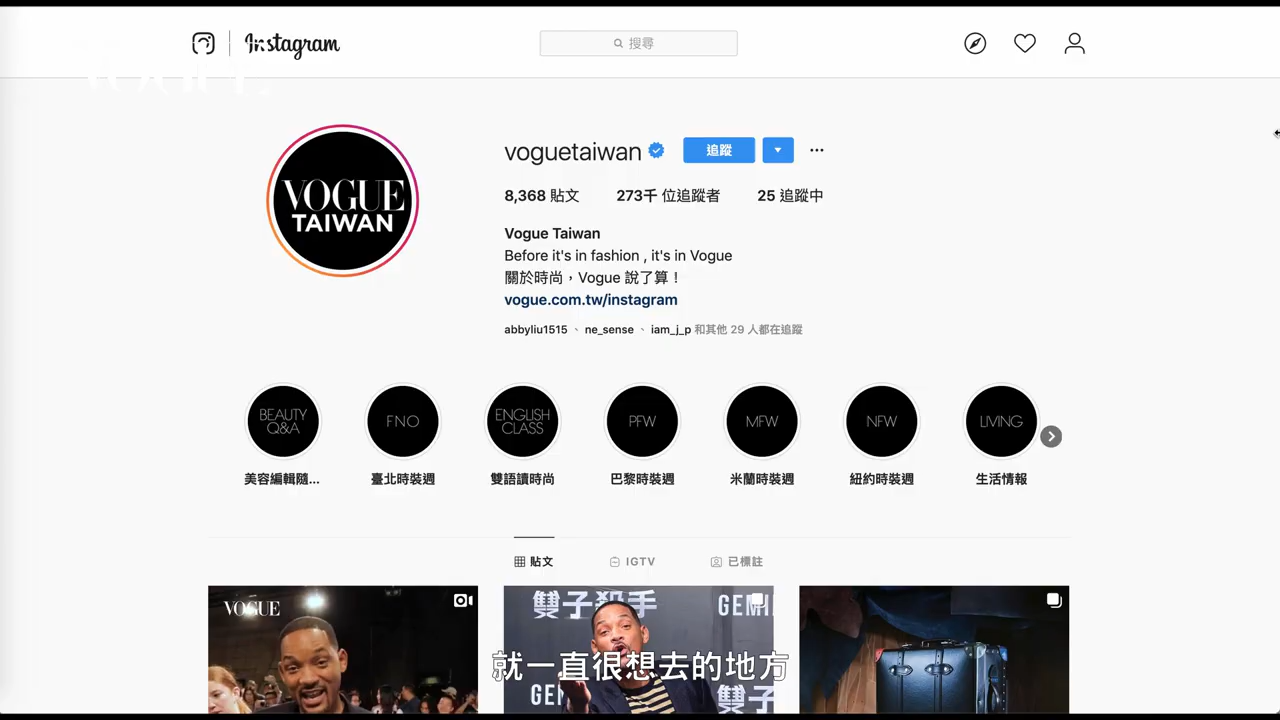 Instagram
搜尋
voguetaiwan
追蹤
8,368 貼文 273千 位追蹤者 25 追蹤中
VOGUE
TAIWAN
Vogue Taiwan
Before it's in fashion , it's in Vogue
關於時尚，Vogue 說了算！
vogue.com.tw/instagram
abbyliu1515、ne_sense、iam_j_p 和其他 29 人都在追蹤
BEAUTY
Q&A
FNO
ENGLISH
CLASS
PFW
MFW
NFW
LIVING
美容編輯隨...
臺北時裝週
雙語讀時尚
巴黎時裝週
米蘭時裝週
紐約時裝週
生活情報
貼文
IGTV
已標註
VOGUE
雙子殺手
GEMI
就一直很想去的地方
GE
雙子